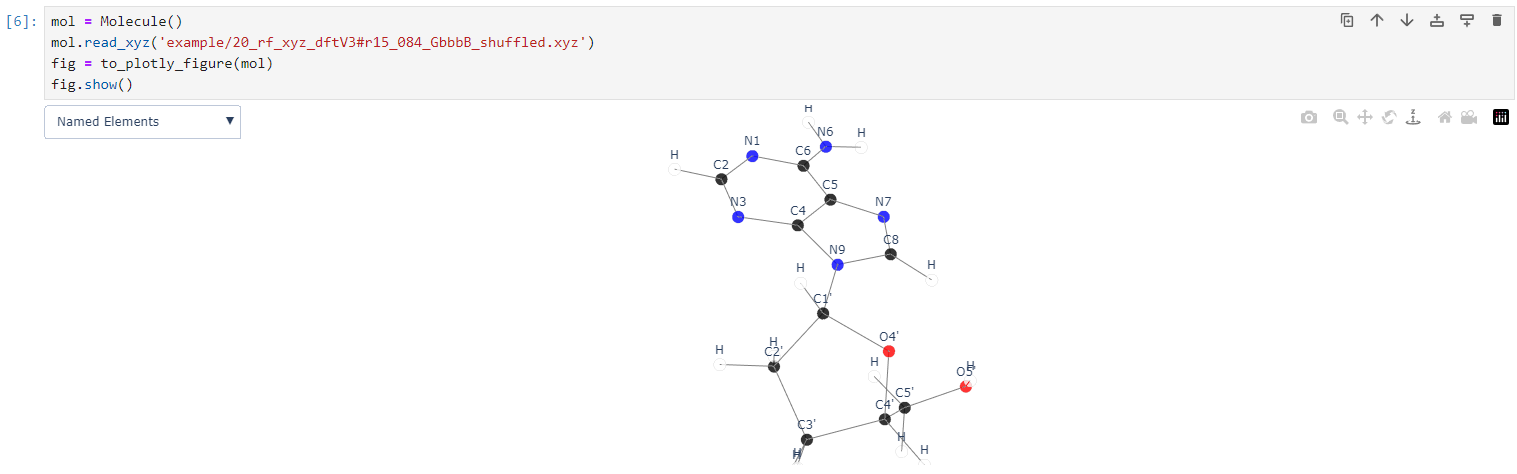 [6]:
mol = Molecule()
mol.read_xyz('example/20_rf_xyz_dftV3#r15_084_GbbbB_shuffled.xyz')
fig = to_plotly_figure(mol)
fig.show()
Named Elements
H
N6
H
N1
C6
H
C2
C5
N3
C4
N7
C8
N9
H
H
C1'
O4'
H
H
C2'
H
H
O5'
C5'
C4'
C3'
H
H
H
H
z